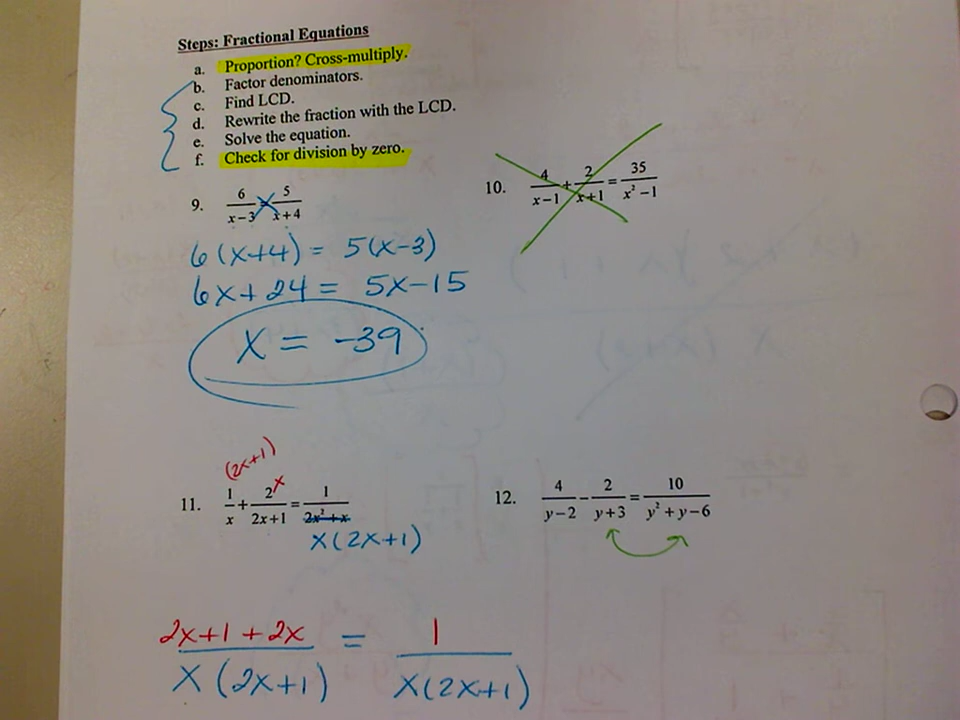 Steps: Fractional Equations
a. Proportion? Cross-multiply.
b. Factor denominators.
c. Find LCD.
d. Rewrite the fraction with the LCD.
e. Solve the equation.
f. Check for division by zero.
9. 6/(x-3) = 5/(x+4)
6(x+4) = 5(x-3)
6x+24 = 5x-15
x = -39
10. 4/(x-1) + 2/(x+1) = 35/(x²-1)
(2x+1) x
11. 1/x + 2/(2x+1) = 1/(2x²+x)
x(2x+1)
(2x+1+2x)/(x(2x+1)) = 1/(x(2x+1))
12. 4/(y-2) - 2/(y+3) = 10/(y²+y-6)